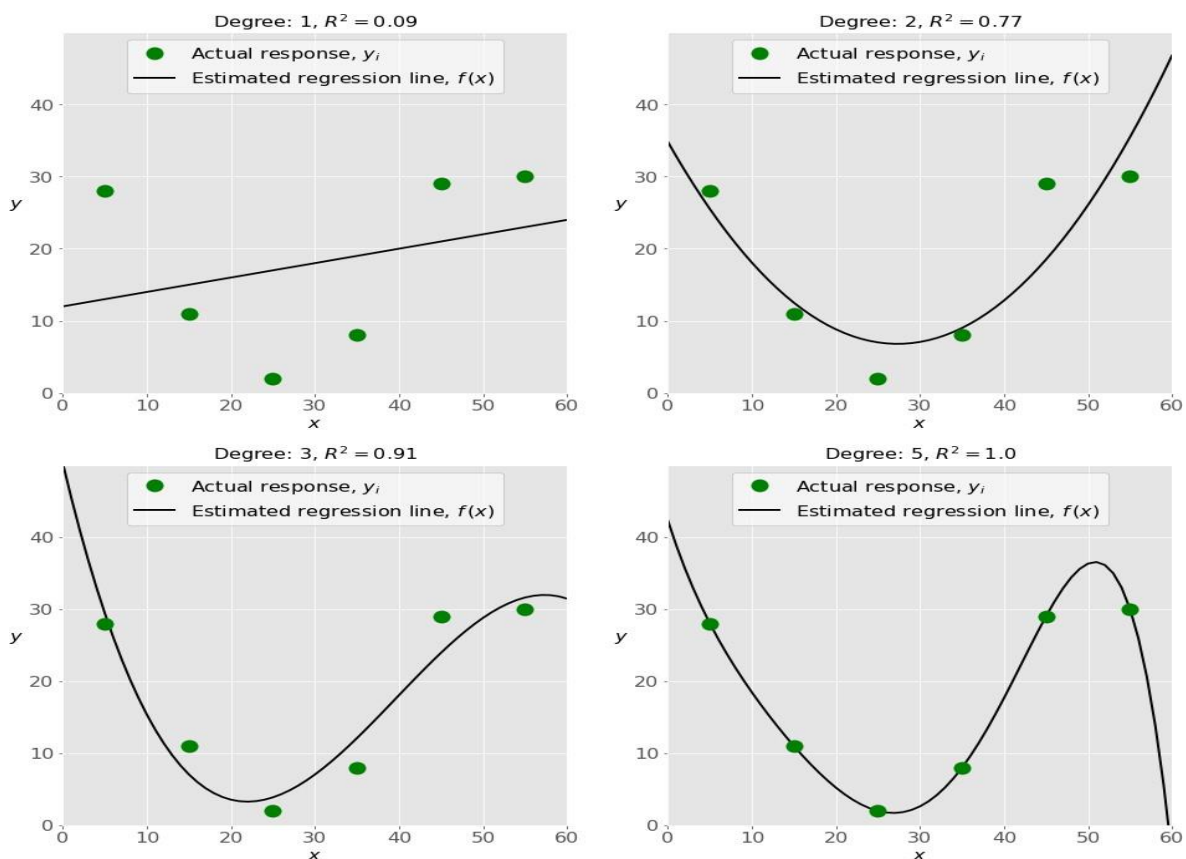 Degree: 1, R² = 0.09
Actual response, yᵢ
Estimated regression line, f(x)
40
30
y
20
10
0
0 10 20 30 40 50 60
x
Degree: 2, R² = 0.77
Actual response, yᵢ
Estimated regression line, f(x)
40
30
y
20
10
0
0 10 20 30 40 50 60
x
Degree: 3, R² = 0.91
Actual response, yᵢ
Estimated regression line, f(x)
40
30
y
20
10
0
0 10 20 30 40 50 60
x
Degree: 5, R² = 1.0
Actual response, yᵢ
Estimated regression line, f(x)
40
30
y
20
10
0
0 10 20 30 40 50 60
x